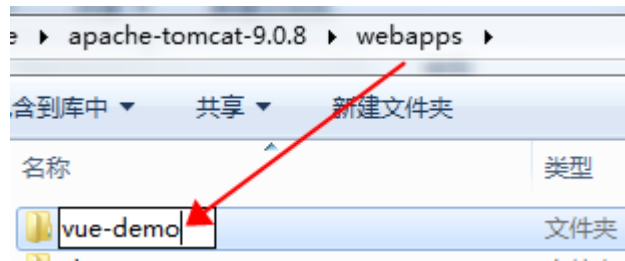 e ▸ apache-tomcat-9.0.8 ▸ webapps ▸
含到库中 ▼ 共享 ▼ 新建文件夹
名称 类型
vue-demo 文件夹